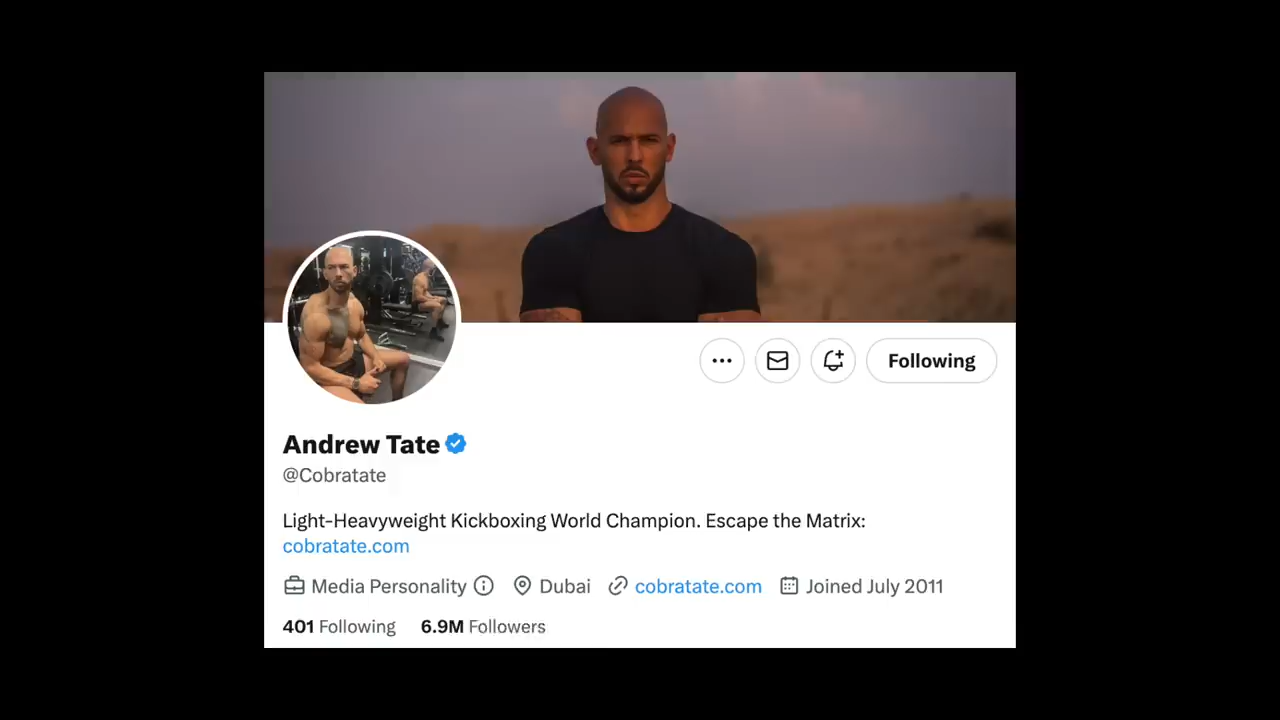 Following
Andrew Tate
@Cobratate
Light-Heavyweight Kickboxing World Champion. Escape the Matrix:
cobratate.com
Media Personality Dubai cobratate.com Joined July 2011
401 Following 6.9M Followers